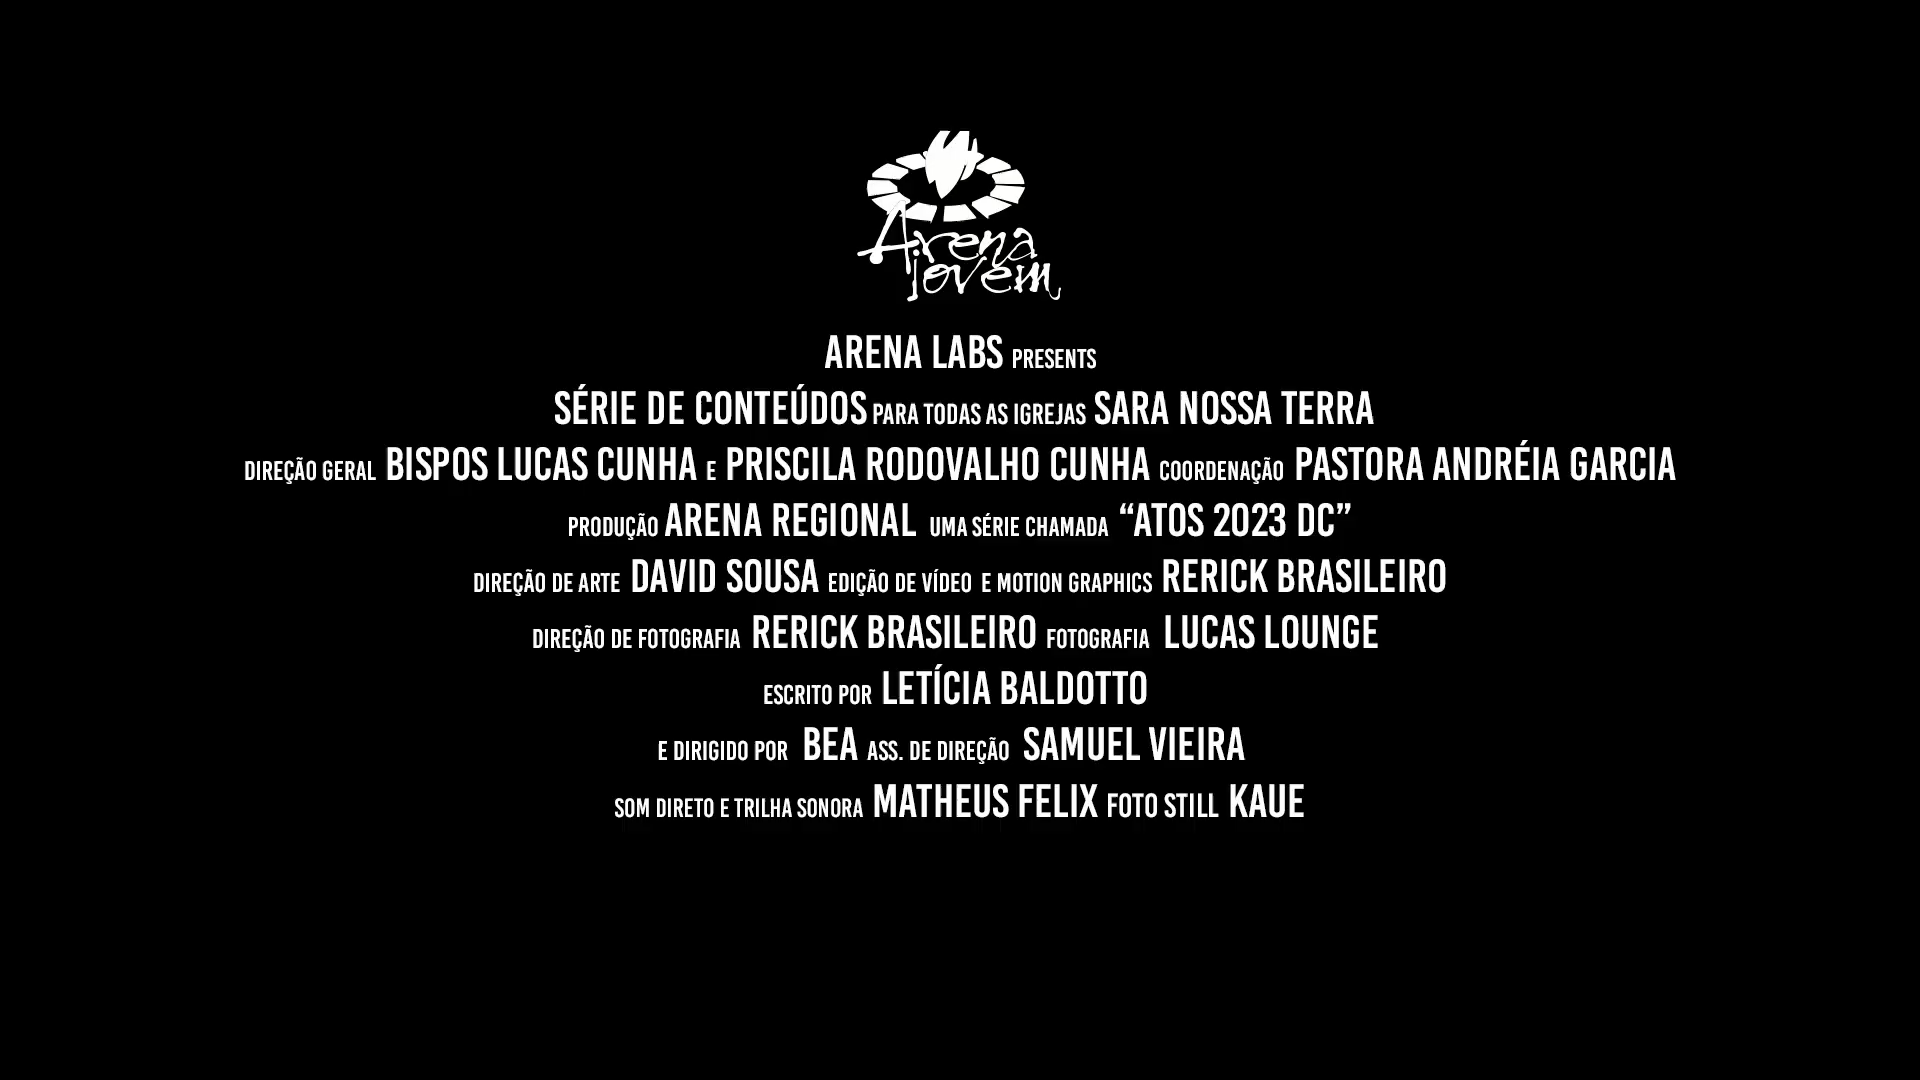 Arena
jovem
ARENA LABS PRESENTS
SÉRIE DE CONTEÚDOS PARA TODAS AS IGREJAS SARA NOSSA TERRA
DIREÇÃO GERAL BISPOS LUCAS CUNHA E PRISCILA RODOVALHO CUNHA COORDENAÇÃO PASTORA ANDRÉIA GARCIA
PRODUÇÃO ARENA REGIONAL UMA SÉRIE CHAMADA “ATOS 2023 DC”
DIREÇÃO DE ARTE DAVID SOUSA EDIÇÃO DE VÍDEO E MOTION GRAPHICS RERICK BRASILEIRO
DIREÇÃO DE FOTOGRAFIA RERICK BRASILEIRO FOTOGRAFIA LUCAS LOUNGE
ESCRITO POR LETÍCIA BALDOTTO
E DIRIGIDO POR BEA ASS. DE DIREÇÃO SAMUEL VIEIRA
SOM DIRETO E TRILHA SONORA MATHEUS FELIX FOTO STILL KAUE